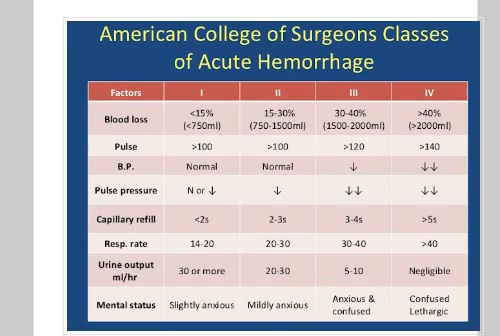 American College of Surgeons Classes
of Acute Hemorrhage
Factors I II III IV
Blood loss <15% (<750ml) 15-30% (750-1500ml) 30-40% (1500-2000ml) >40% (>2000ml)
Pulse >100 >100 >120 >140
B.P. Normal Normal ↓ ↓↓
Pulse pressure N or ↓ ↓ ↓↓ ↓↓
Capillary refill <2s 2-3s 3-4s >5s
Resp. rate 14-20 20-30 30-40 >40
Urine output ml/hr 30 or more 20-30 5-10 Negligible
Mental status Slightly anxious Mildly anxious Anxious & confused Confused Lethargic